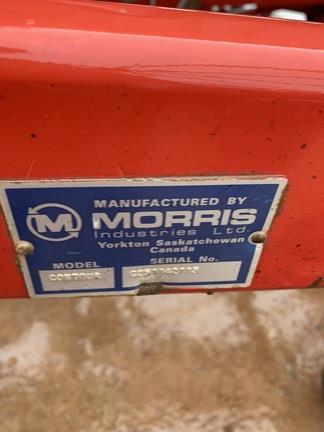 MANUFACTURED BY
M MORRIS
Industries Ltd.
Yorkton Saskatchewan
Canada
MODEL SERIAL No.
CONTOUR